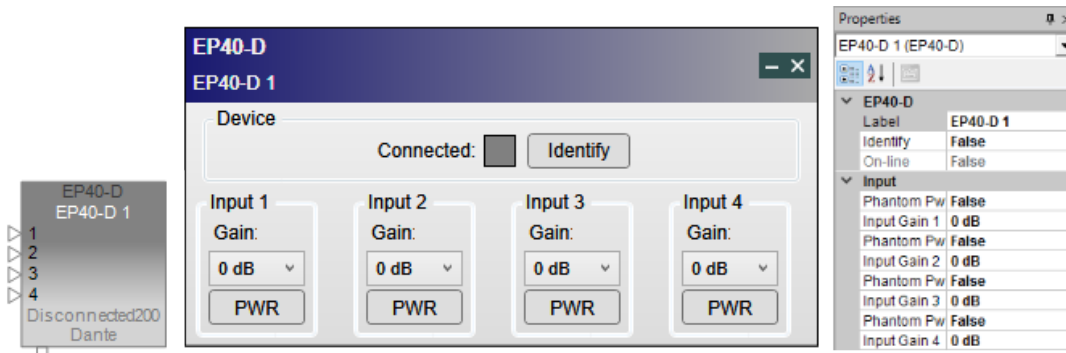 EP40-D
EP40-D 1
1
2
3
4
Disconnected200
Dante
EP40-D
EP40-D 1
Device
Connected: Identify
Input 1 Input 2 Input 3 Input 4
Gain: Gain: Gain: Gain:
0 dB 0 dB 0 dB 0 dB
PWR PWR PWR PWR
Properties
EP40-D 1 (EP40-D)
EP40-D
Label EP40-D 1
Identify False
On-line False
Input
Phantom Pw False
Input Gain 1 0 dB
Phantom Pw False
Input Gain 2 0 dB
Phantom Pw False
Input Gain 3 0 dB
Phantom Pw False
Input Gain 4 0 dB